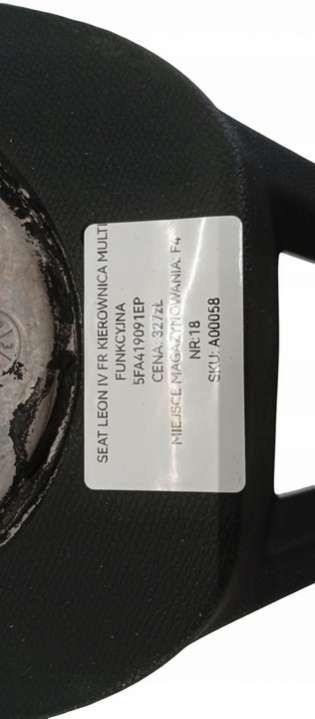 SEAT LEON IV FR KIEROWNICA MULTI
FUNKCYJNA
5FA419091EP
CENA: 327zŁ
MIEJSCE MAGAZYNOWANIA: F4
NR:18
SKU: A00058